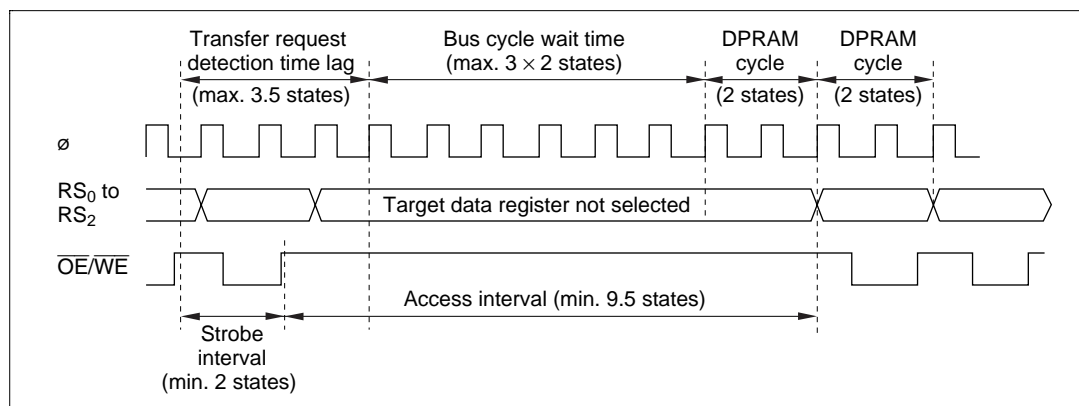 Transfer request
detection time lag
(max. 3.5 states)
Bus cycle wait time
(max. 3 × 2 states)
DPRAM
cycle
(2 states)
DPRAM
cycle
(2 states)
ø
RS0 to
RS2
Target data register not selected
OE/WE
Access interval (min. 9.5 states)
Strobe
interval
(min. 2 states)